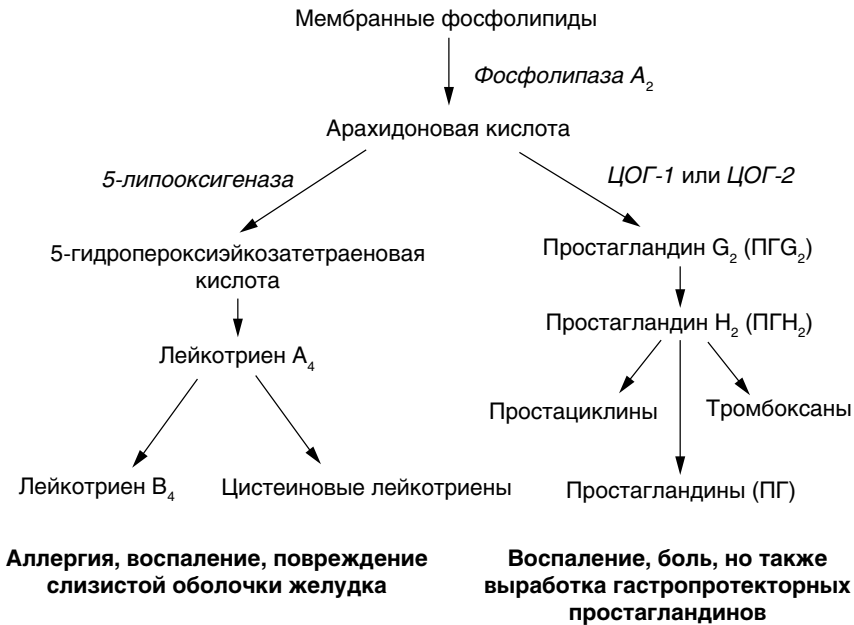 Мембранные фосфолипиды
Фосфолипаза A₂
Арахидоновая кислота
5-липооксигеназа
ЦОГ-1 или ЦОГ-2
5-гидропероксиэйкозатетраеновая
кислота
Простагландин G₂ (ПГG₂)
Простагландин H₂ (ПГH₂)
Лейкотриен A₄
Простациклины
Тромбоксаны
Лейкотриен B₄
Цистеиновые лейкотриены
Простагландины (ПГ)
Аллергия, воспаление, повреждение
слизистой оболочки желудка
Воспаление, боль, но также
выработка гастропротекторных
простагландинов